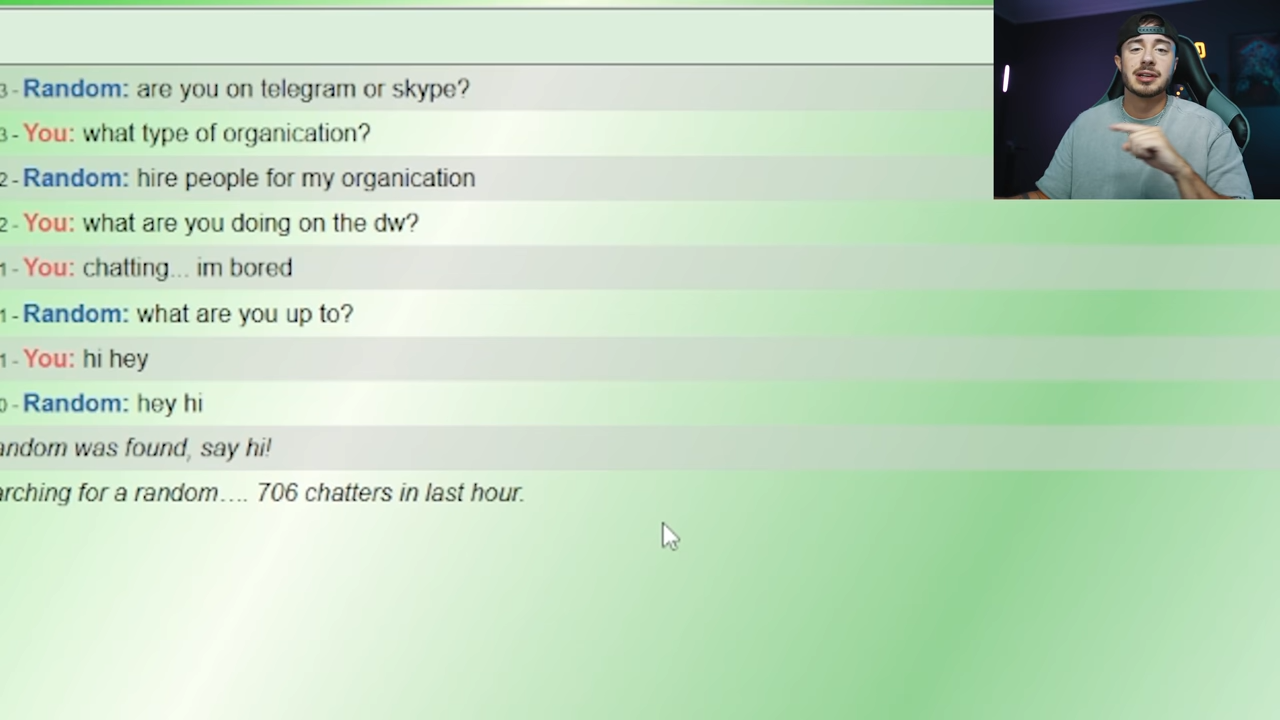 3 - Random: are you on telegram or skype?
3 - You: what type of organication?
2 - Random: hire people for my organication
2 - You: what are you doing on the dw?
1 - You: chatting... im bored
1 - Random: what are you up to?
1 - You: hi hey
0 - Random: hey hi
andom was found, say hi!
arching for a random.... 706 chatters in last hour.